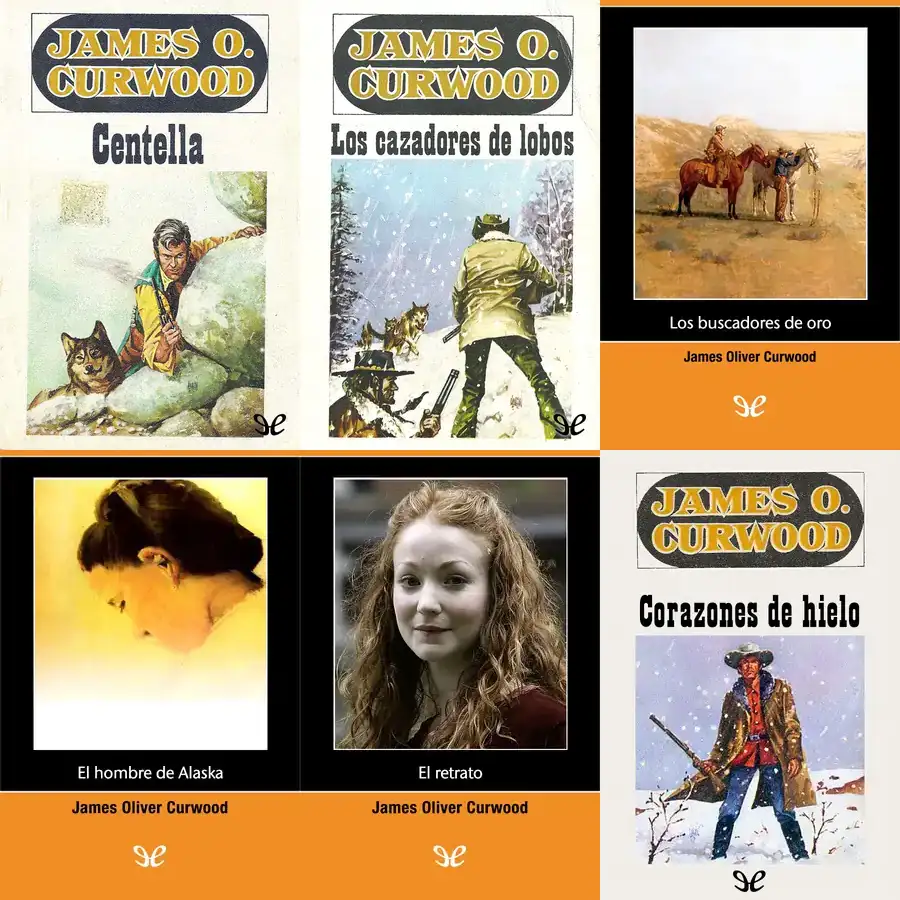 JAMES O.
CURWOOD
Centella
JAMES O.
CURWOOD
Los cazadores de lobos
Los buscadores de oro
James Oliver Curwood
El hombre de Alaska
James Oliver Curwood
El retrato
James Oliver Curwood
JAMES O.
CURWOOD
Corazones de hielo